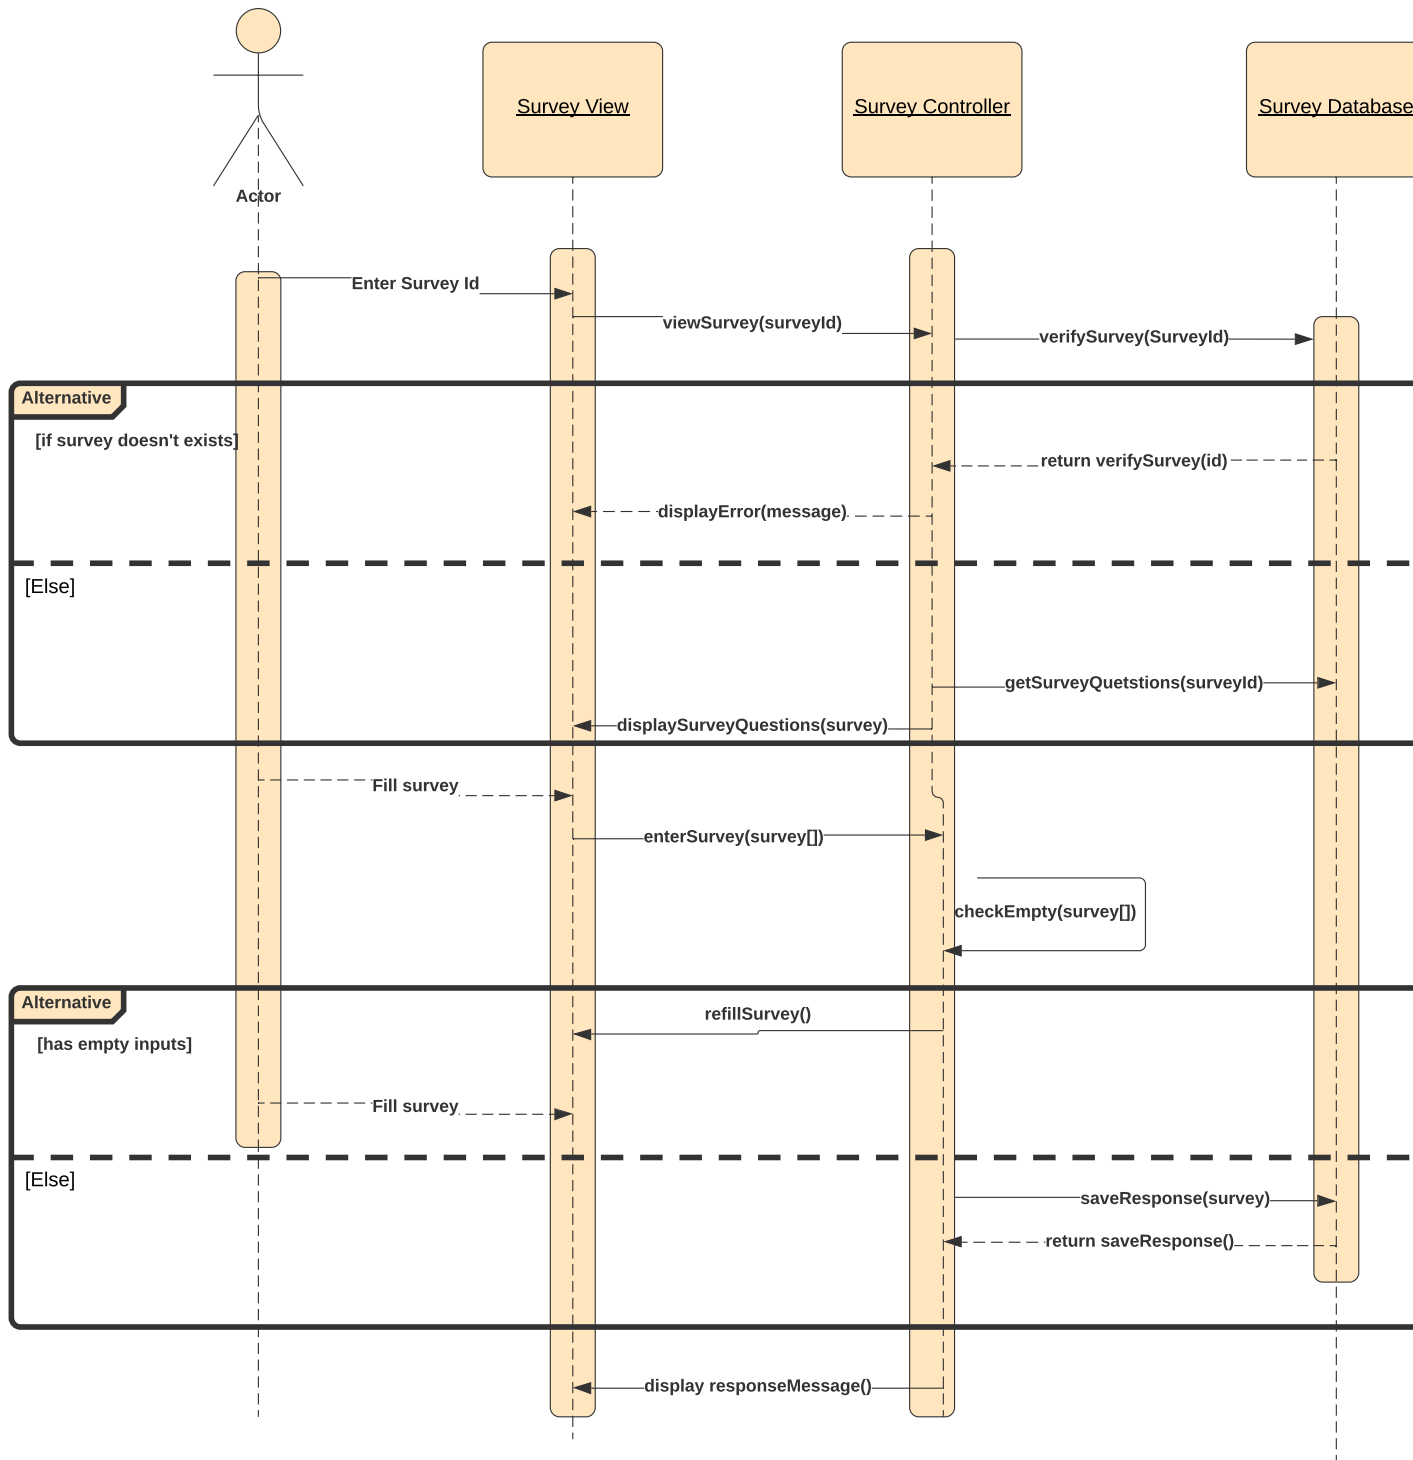 Survey View
Survey Controller
Survey Database
Actor
Enter Survey Id
viewSurvey(surveyId)
verifySurvey(SurveyId)
Alternative
[if survey doesn't exists]
return verifySurvey(id)
displayError(message)
[Else]
getSurveyQuetstions(surveyId)
displaySurveyQuestions(survey)
Fill survey
enterSurvey(survey[])
checkEmpty(survey[])
Alternative
refillSurvey()
[has empty inputs]
Fill survey
[Else]
saveResponse(survey)
return saveResponse()
display responseMessage()